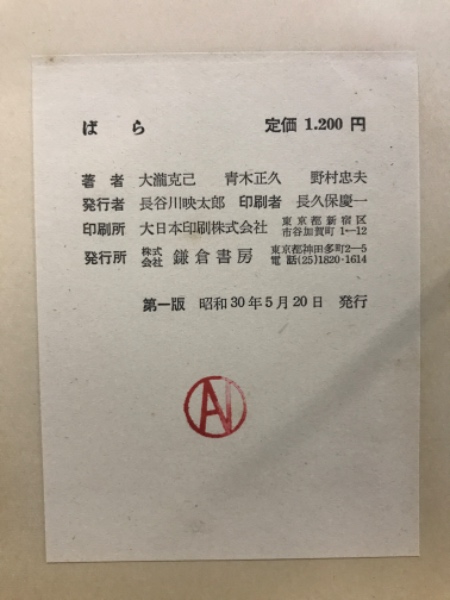 ばら 定価 1.200 円
著者 大瀧克己 青木正久 野村忠夫
発行者 長谷川映太郎 印刷者 長久保慶一
印刷所 大日本印刷株式会社 東京都新宿区市谷加賀町1—12
発行所 株式会社 鎌倉書房 東京都神田多町2—5 電話(25)1820・1614
第一版 昭和30年5月20日 発行